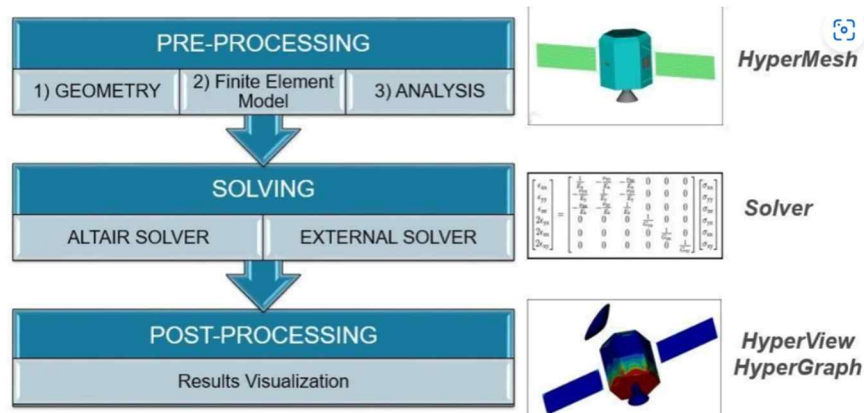 PRE-PROCESSING
1) GEOMETRY
2) Finite Element
Model
3) ANALYSIS
HyperMesh
SOLVING
ALTAIR SOLVER
EXTERNAL SOLVER
Solver
POST-PROCESSING
Results Visualization
HyperView
HyperGraph